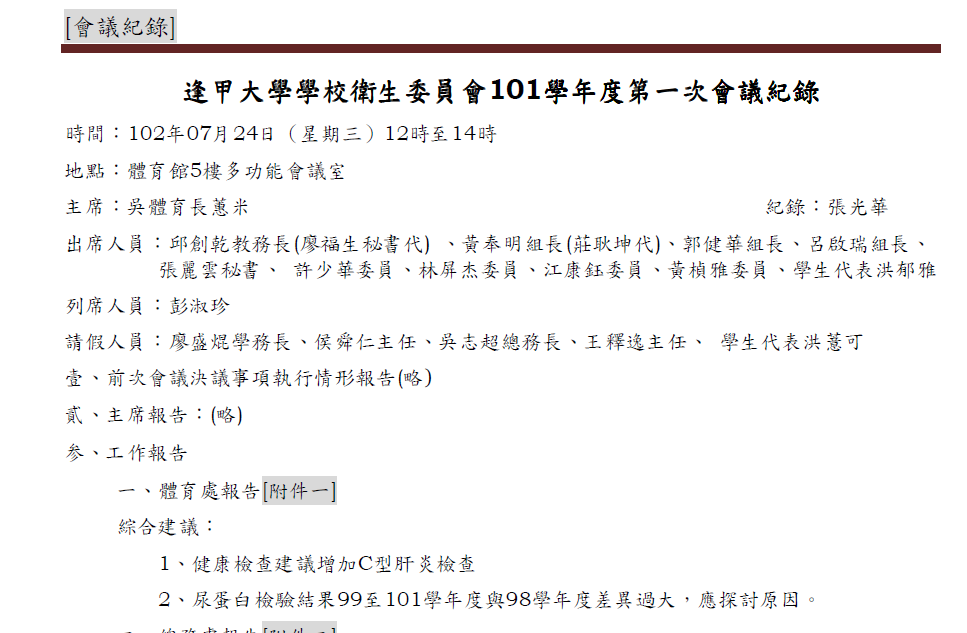 [會議紀錄]
逢甲大學學校衛生委員會101學年度第一次會議紀錄
時間：102年07月24日（星期三）12時至14時
地點：體育館5樓多功能會議室
主席：吳體育長蕙米 紀錄：張光華
出席人員：邱創乾教務長(廖福生秘書代) 、黃奉明組長(莊耿坤代)、郭健華組長、呂啟瑞組長、
張麗雲秘書、 許少華委員、林屏杰委員、江康鈺委員、黃楨雅委員、學生代表洪郁雅
列席人員：彭淑珍
請假人員：廖盛焜學務長、侯舜仁主任、吳志超總務長、王釋逸主任、 學生代表洪薏可
壹、前次會議決議事項執行情形報告(略)
貳、主席報告：(略)
參、工作報告
一、體育處報告[附件一]
綜合建議：
1、健康檢查建議增加C型肝炎檢查
2、尿蛋白檢驗結果99至101學年度與98學年度差異過大，應探討原因。